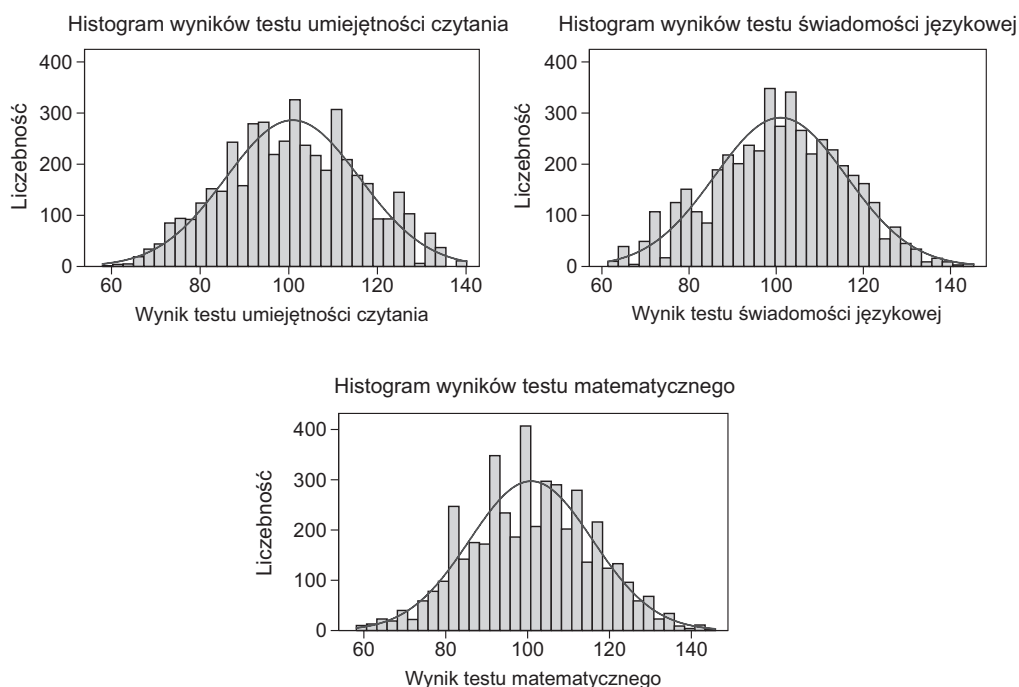 Histogram wyników testu umiejętności czytania
Liczebność
400
300
200
100
0
60 80 100 120 140
Wynik testu umiejętności czytania
Histogram wyników testu świadomości językowej
Liczebność
400
300
200
100
0
60 80 100 120 140
Wynik testu świadomości językowej
Histogram wyników testu matematycznego
Liczebność
400
300
200
100
0
60 80 100 120 140
Wynik testu matematycznego